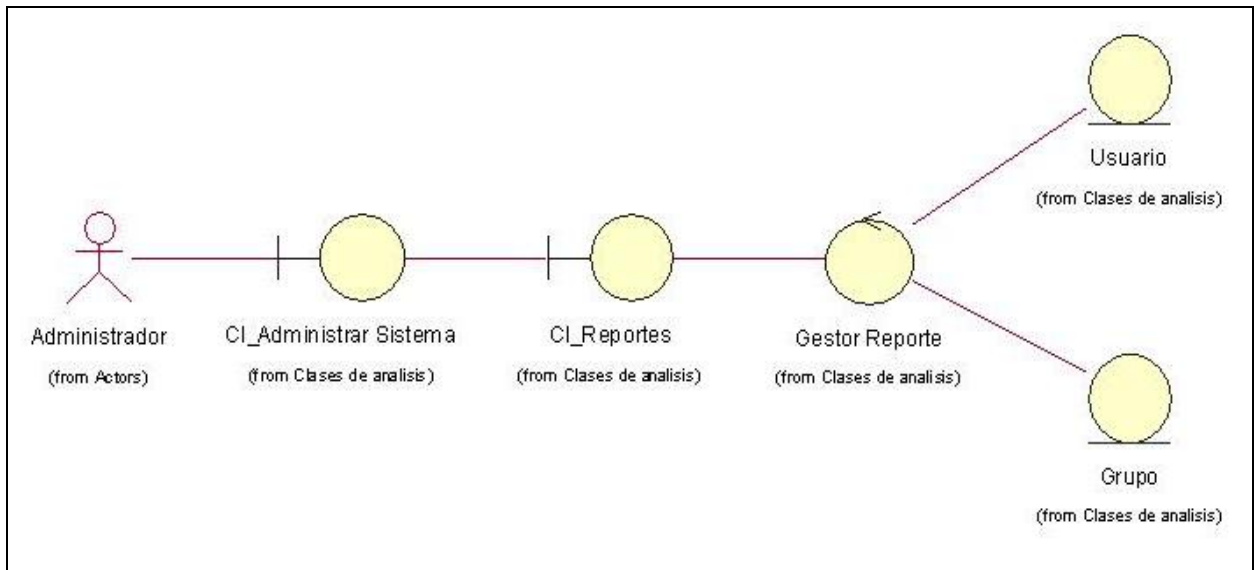 Usuario
(from Clases de analisis)
Administrador
(from Actors)
CI_Administrar Sistema
(from Clases de analisis)
CI_Reportes
(from Clases de analisis)
Gestor Reporte
(from Clases de analisis)
Grupo
(from Clases de analisis)